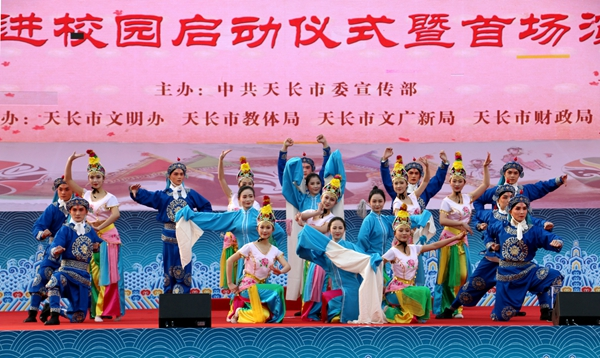 进校园启动仪式暨首场演
主办：中共天长市委宣传部
办：天长市文明办 天长市教体局 天长市文广新局 天长市财政局